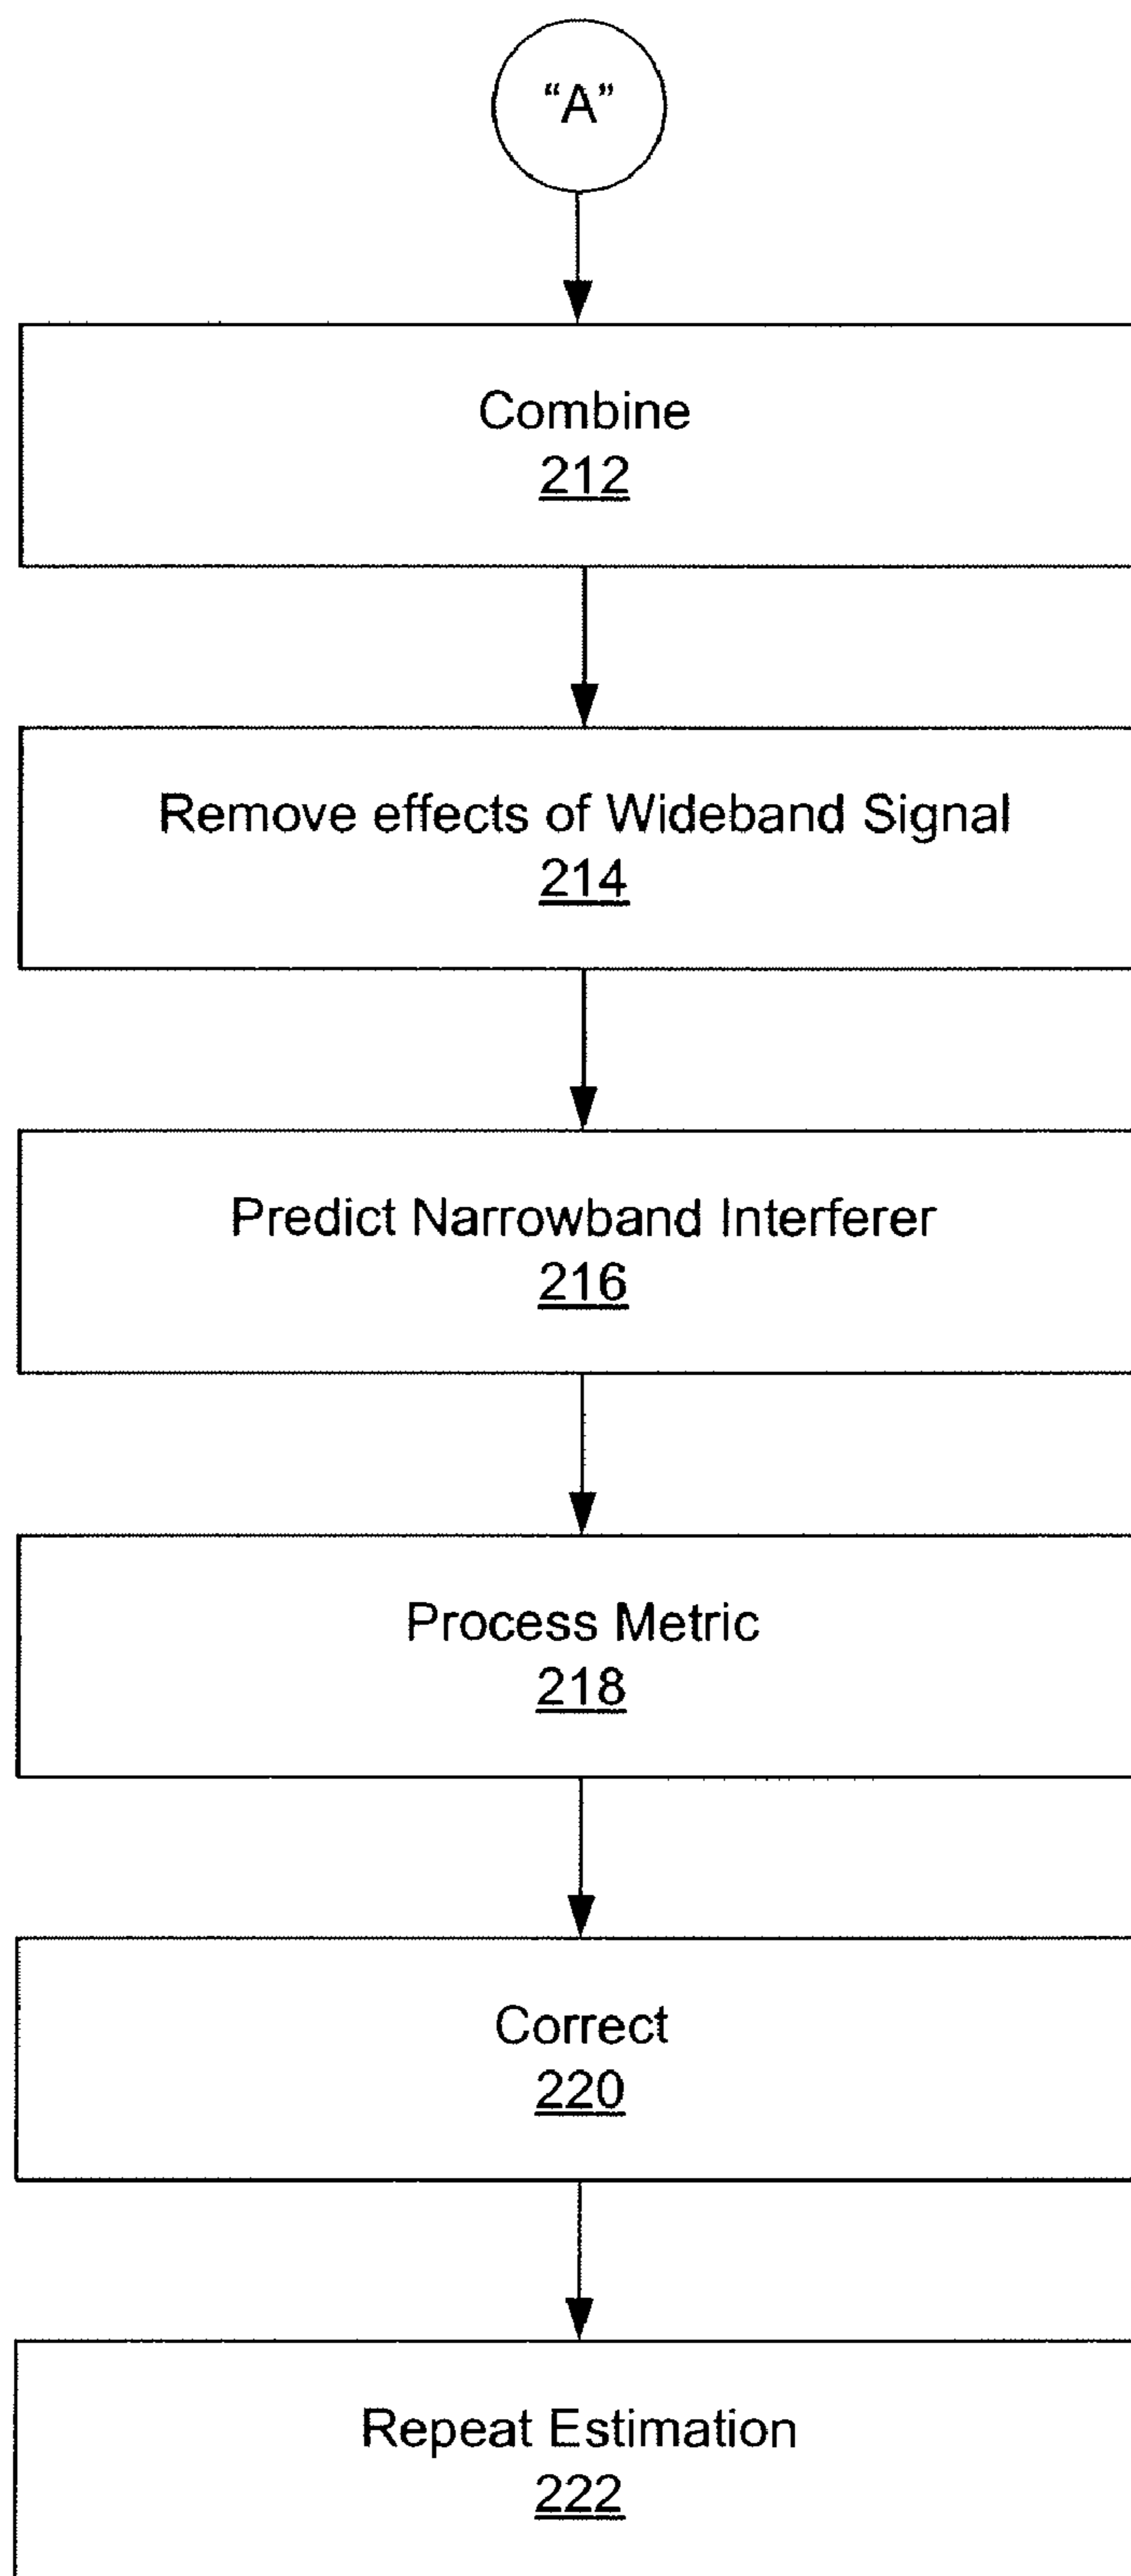 “A”
Combine
212
Remove effects of Wideband Signal
214
Predict Narrowband Interferer
216
Process Metric
218
Correct
220
Repeat Estimation
222